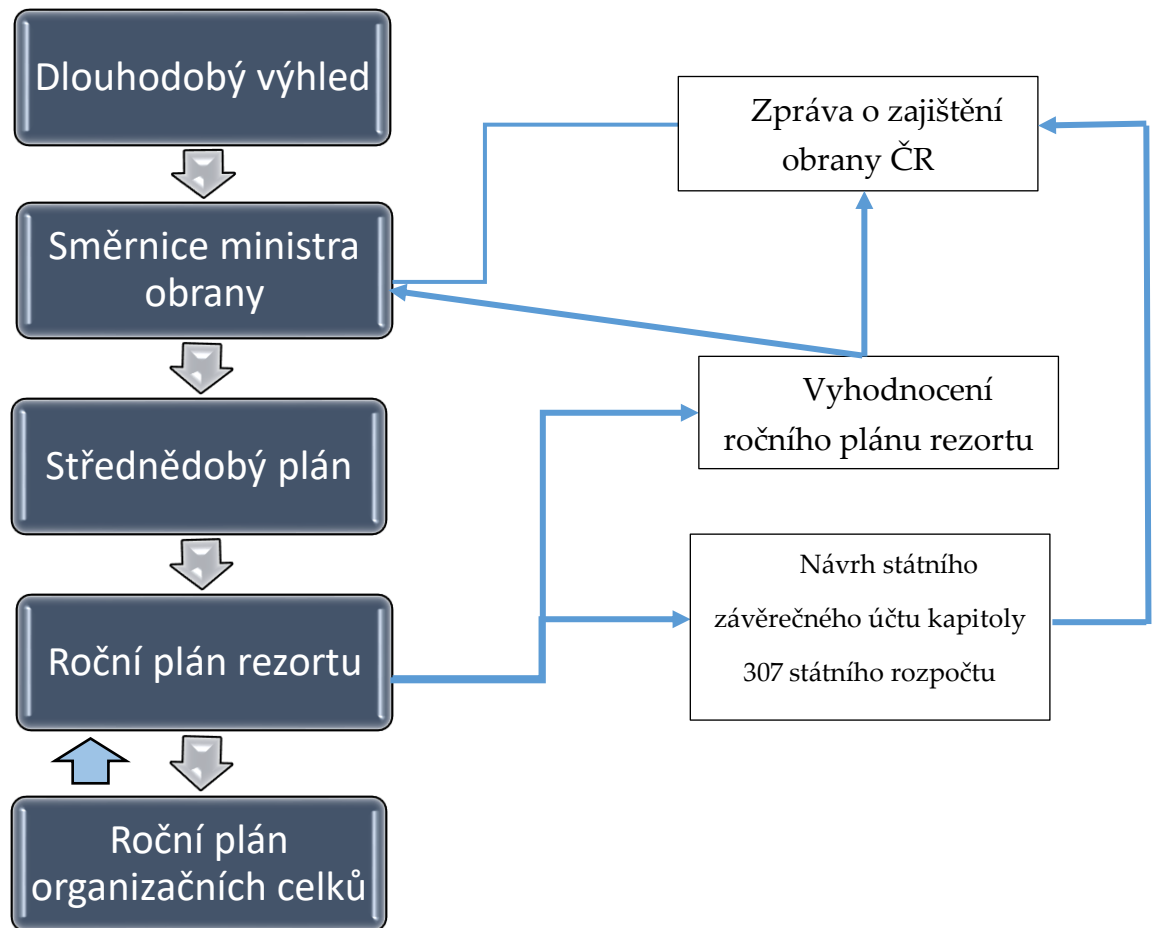 Dlouhodobý výhled
Směrnice ministra
obrany
Střednědobý plán
Roční plán rezortu
Roční plán
organizačních celků
Zpráva o zajištění
obrany ČR
Vyhodnocení
ročního plánu rezortu
Návrh státního
závěrečného účtu kapitoly
307 státního rozpočtu